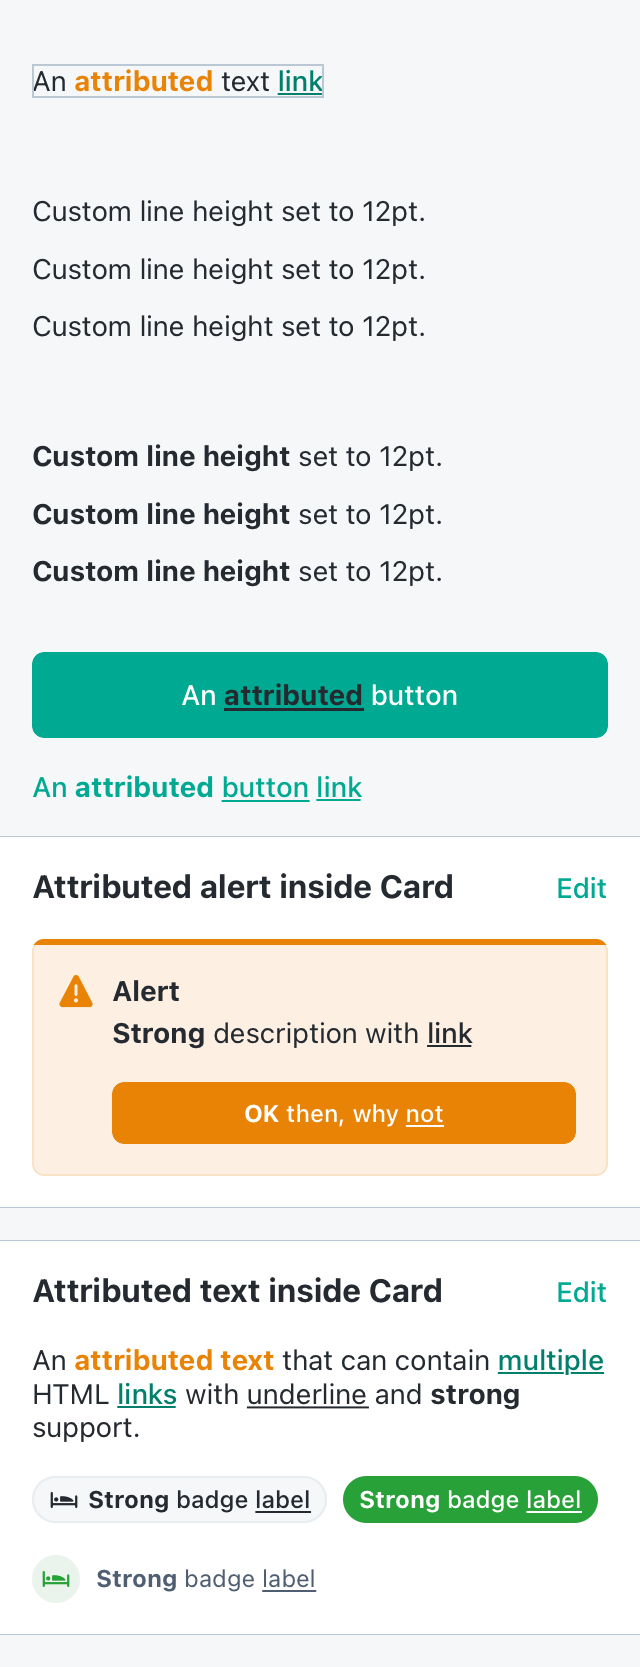 An attributed text link
Custom line height set to 12pt.
Custom line height set to 12pt.
Custom line height set to 12pt.
Custom line height set to 12pt.
Custom line height set to 12pt.
Custom line height set to 12pt.
An attributed button
An attributed button link
Attributed alert inside Card Edit
Alert
Strong description with link
OK then, why not
Attributed text inside Card Edit
An attributed text that can contain multiple
HTML links with underline and strong
support.
Strong badge label Strong badge label
Strong badge label